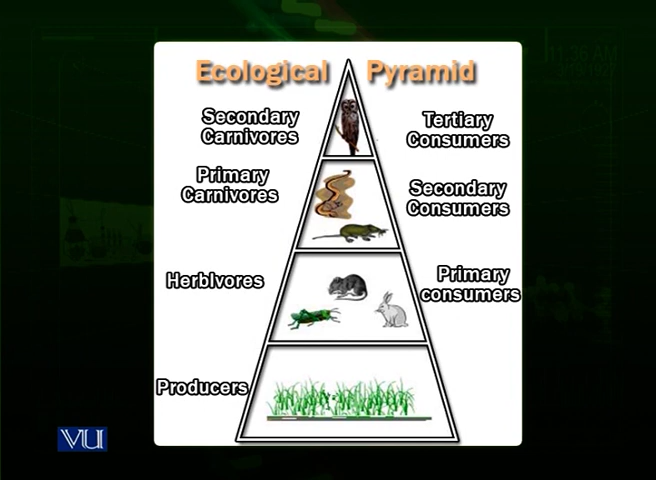 Ecological Pyramid
Secondary
Carnivores
Tertiary
Consumers
Primary
Carnivores
Secondary
Consumers
HerbIvores
Primary
consumers
Producers
VU